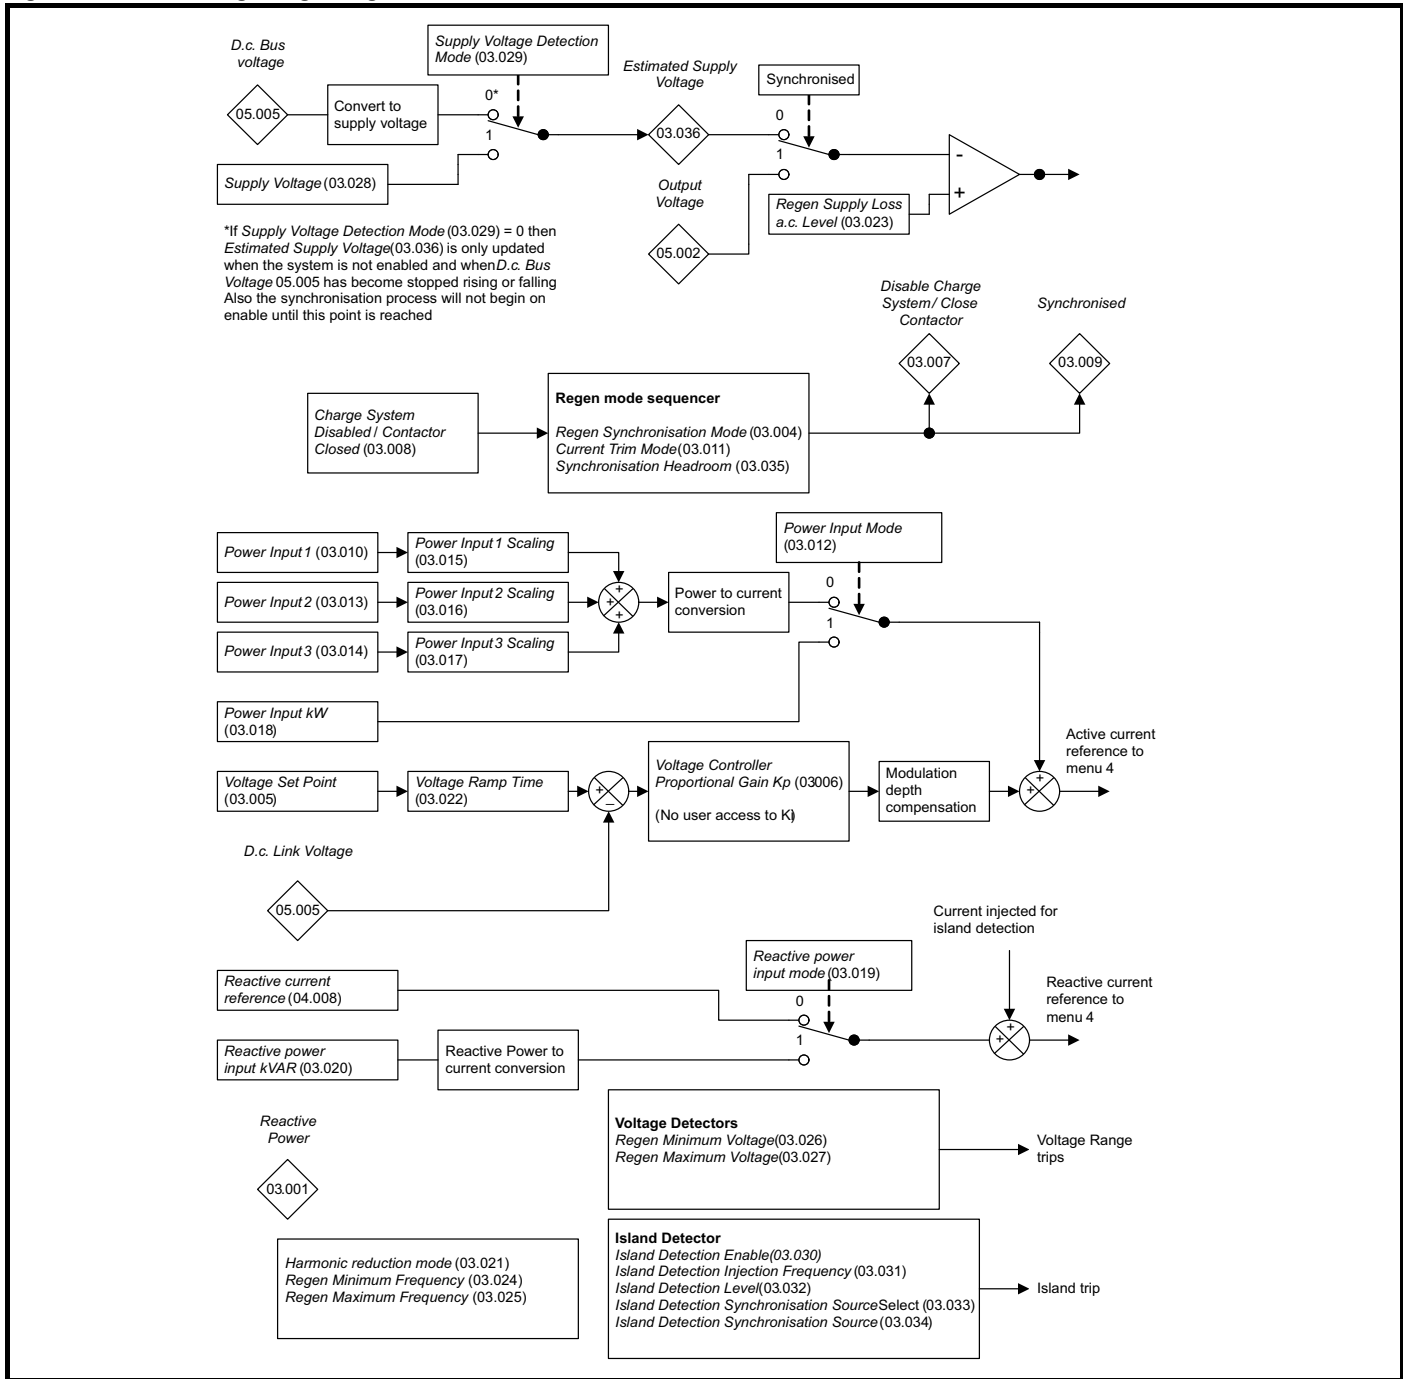 D.c. Bus
voltage
05.005
Convert to
supply voltage
Supply Voltage Detection
Mode (03.029)
0*
1
Supply Voltage (03.028)
Estimated Supply
Voltage
03.036
Synchronised
0
1
Output
Voltage
05.002
-
+
Regen Supply Loss
a.c. Level (03.023)
*If Supply Voltage Detection Mode (03.029) = 0 then
Estimated Supply Voltage(03.036) is only updated
when the system is not enabled and whenD.c. Bus
Voltage 05.005 has become stopped rising or falling
Also the synchronisation process will not begin on
enable until this point is reached
Disable Charge
System / Close
Contactor
03.007
Synchronised
03.009
Charge System
Disabled / Contactor
Closed (03.008)
Regen mode sequencer
Regen Synchronisation Mode (03.004)
Current Trim Mode(03.011)
Synchronisation Headroom (03.035)
Power Input 1 (03.010)
Power Input 1 Scaling
(03.015)
Power Input 2 (03.013)
Power Input 2 Scaling
(03.016)
Power Input 3 (03.014)
Power Input 3 Scaling
(03.017)
+
+
+
Power to current
conversion
Power Input Mode
(03.012)
0
1
Power Input kW
(03.018)
Voltage Set Point
(03.005)
Voltage Ramp Time
(03.022)
+
–
Voltage Controller
Proportional Gain Kp (03006)
(No user access to Ki)
Modulation
depth
compensation
+
+
Active current
reference to
menu 4
D.c. Link Voltage
05.005
Current injected for
island detection
Reactive current
reference (04.008)
Reactive power
input mode (03.019)
0
1
Reactive power
input kVAR (03.020)
Reactive Power to
current conversion
+
+
Reactive current
reference to
menu 4
Reactive
Power
03.001
Voltage Detectors
Regen Minimum Voltage(03.026)
Regen Maximum Voltage(03.027)
Voltage Range
trips
Harmonic reduction mode (03.021)
Regen Minimum Frequency (03.024)
Regen Maximum Frequency (03.025)
Island Detector
Island Detection Enable(03.030)
Island Detection Injection Frequency (03.031)
Island Detection Level(03.032)
Island Detection Synchronisation SourceSelect (03.033)
Island Detection Synchronisation Source (03.034)
Island trip